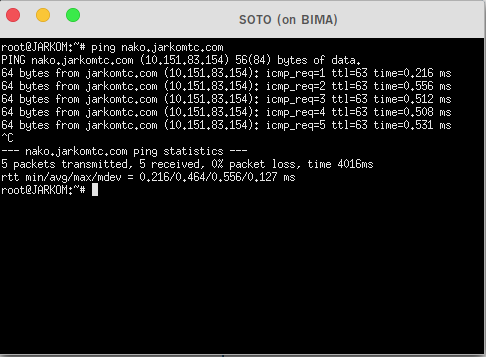 SOTO (on BIMA)
root@JARKOM:~# ping nako.jarkomtc.com
PING nako.jarkomtc.com (10.151.83.154) 56(84) bytes of data.
64 bytes from jarkomtc.com (10.151.83.154): icmp_req=1 ttl=63 time=0.216 ms
64 bytes from jarkomtc.com (10.151.83.154): icmp_req=2 ttl=63 time=0.556 ms
64 bytes from jarkomtc.com (10.151.83.154): icmp_req=3 ttl=63 time=0.512 ms
64 bytes from jarkomtc.com (10.151.83.154): icmp_req=4 ttl=63 time=0.508 ms
64 bytes from jarkomtc.com (10.151.83.154): icmp_req=5 ttl=63 time=0.531 ms
^C
--- nako.jarkomtc.com ping statistics ---
5 packets transmitted, 5 received, 0% packet loss, time 4016ms
rtt min/avg/max/mdev = 0.216/0.464/0.556/0.127 ms
root@JARKOM:~#